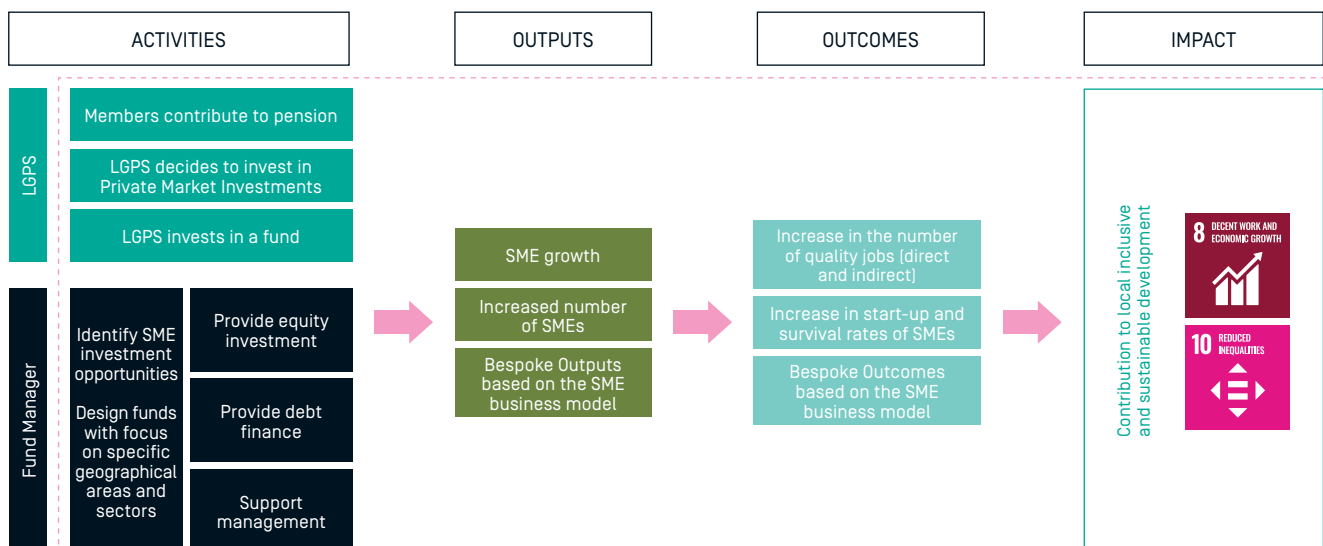 ACTIVITIES
OUTPUTS
OUTCOMES
IMPACT
LGPS
Members contribute to pension
LGPS decides to invest in
Private Market Investments
LGPS invests in a fund
Fund Manager
Identify SME
investment
opportunities
Design funds
with focus
on specific
geographical
areas and
sectors
Provide equity
investment
Provide debt
finance
Support
management
SME growth
Increased number
of SMEs
Bespoke Outputs
based on the SME
business model
Increase in the number
of quality jobs (direct
and indirect)
Increase in start-up and
survival rates of SMEs
Bespoke Outcomes
based on the SME
business model
Contribution to local inclusive
and sustainable development
8 DECENT WORK AND
ECONOMIC GROWTH
10 REDUCED
INEQUALITIES